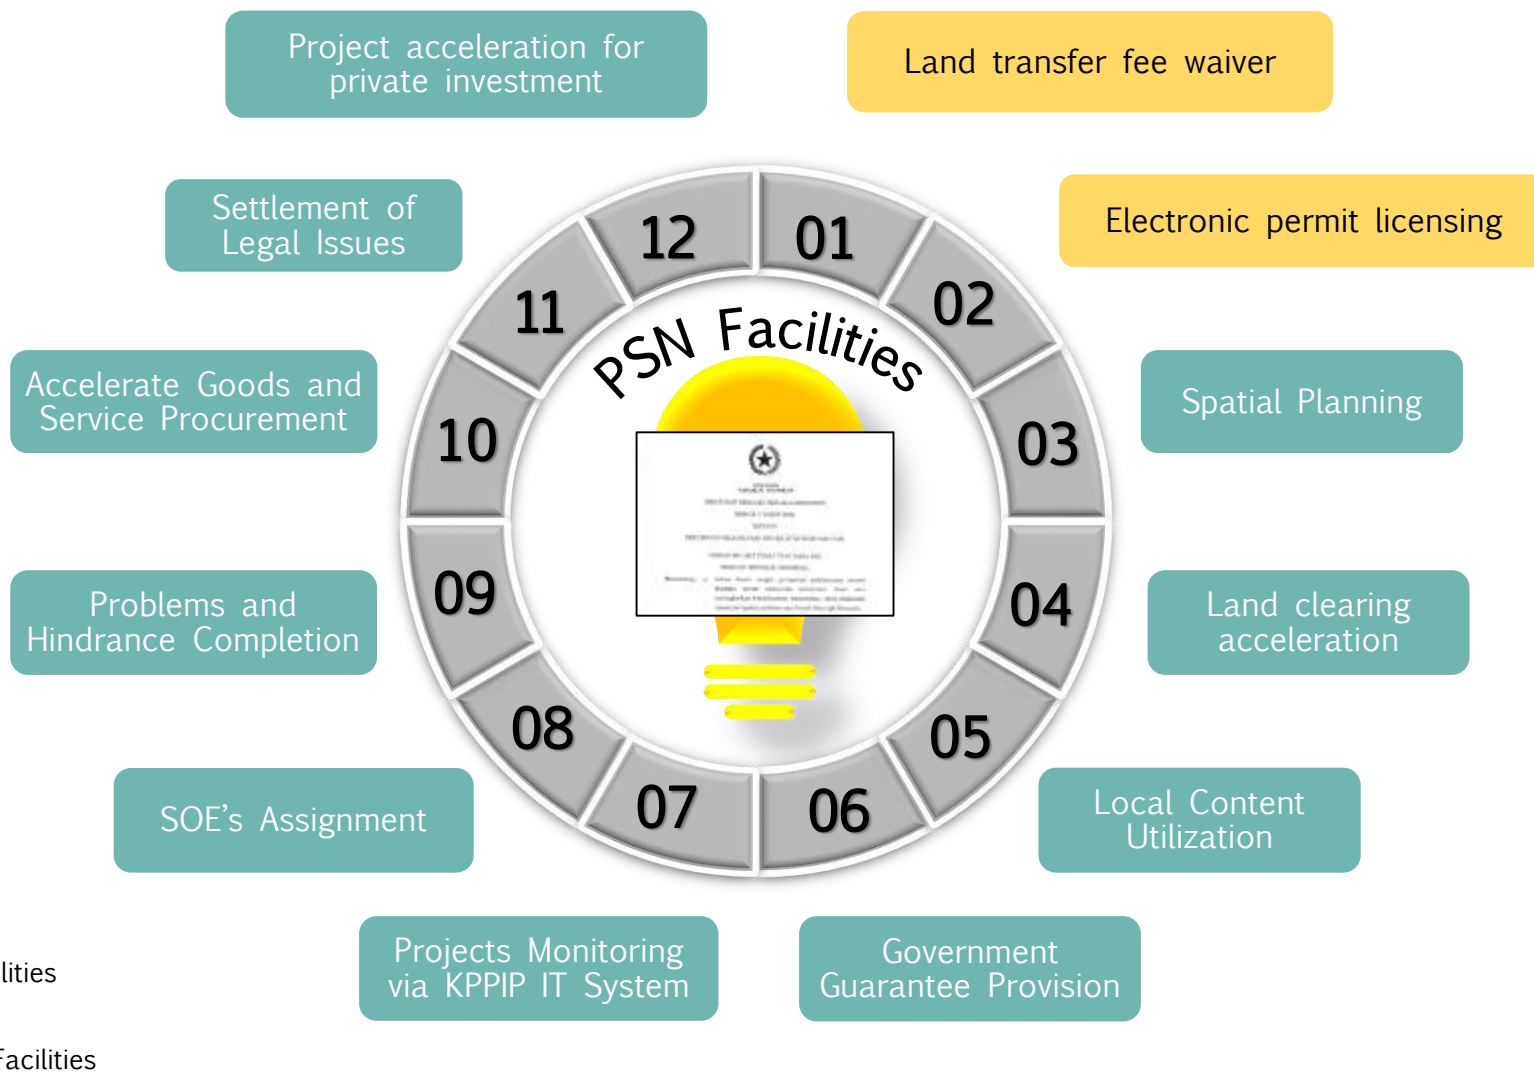 Project acceleration for
private investment
Land transfer fee waiver
Settlement of
Legal Issues
Electronic permit licensing
12
01
11
02
PSN Facilities
Accelerate Goods and
Service Procurement
10
03
Spatial Planning
Problems and
Hindrance Completion
09
04
Land clearing
acceleration
08
05
SOE's Assignment
07
06
Local Content
Utilization
Projects Monitoring
via KPPIP IT System
Government
Guarantee Provision
lities
Facilities